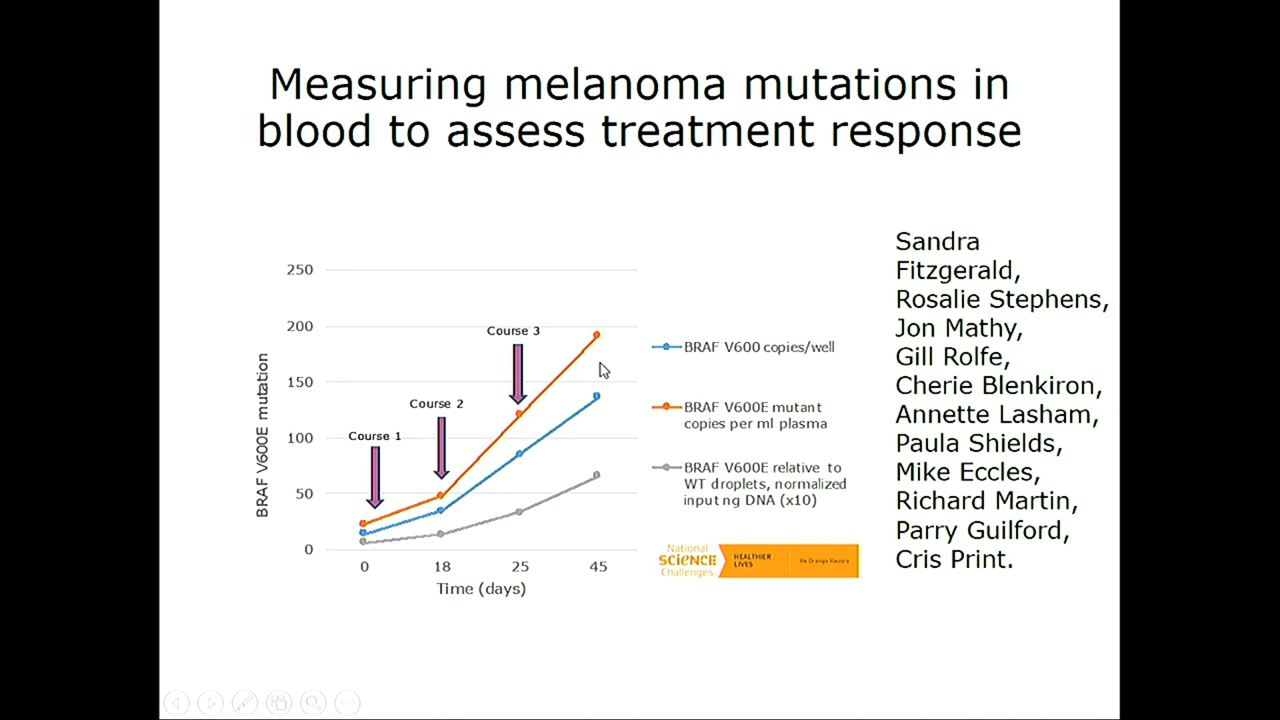 Measuring melanoma mutations in
blood to assess treatment response
250
200
150
100
50
0
BRAF V600E mutation
Course 1
Course 2
Course 3
0 18 25 45
Time (days)
BRAF V600 copies/well
BRAF V600E mutant
copies per ml plasma
BRAF V600E relative to
WT droplets, normalized
input ng DNA (x10)
National
SCIENCE
Challenges
HEALTHIER
LIVES
He Oranga Hauora
Sandra
Fitzgerald,
Rosalie Stephens,
Jon Mathy,
Gill Rolfe,
Cherie Blenkiron,
Annette Lasham,
Paula Shields,
Mike Eccles,
Richard Martin,
Parry Guilford,
Cris Print.